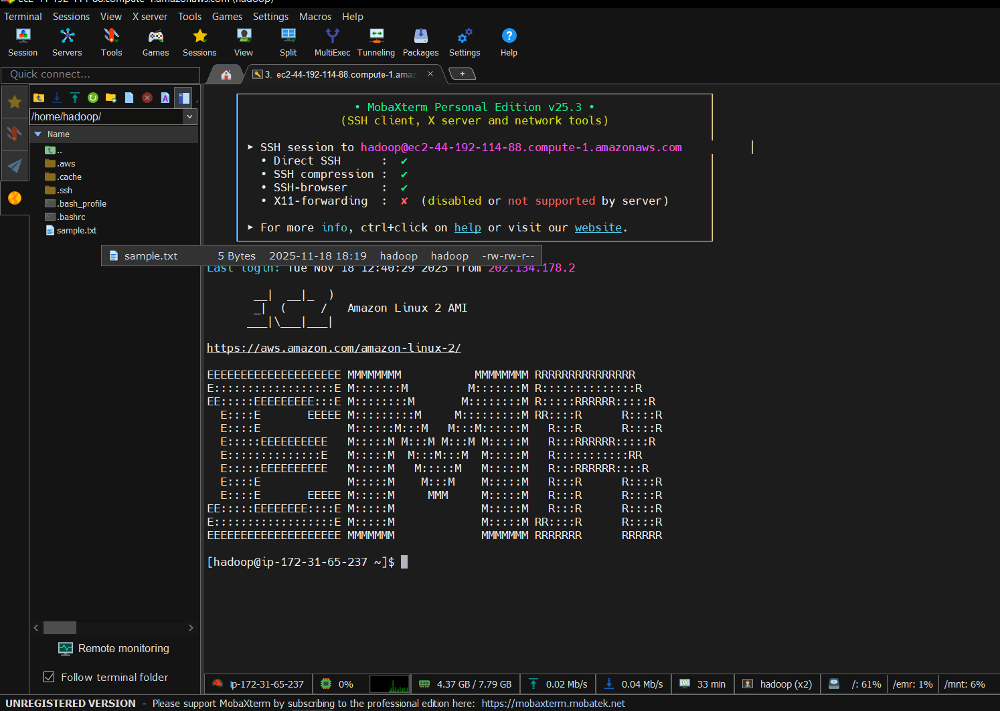 ec2-44-192-114-88.compute-1.amazonaws.com (hadoop)
Terminal Sessions View X server Tools Games Settings Macros Help
Session Servers Tools Games Sessions View Split MultiExec Tunneling Packages Settings Help
Quick connect...
3. ec2-44-192-114-88.compute-1.amaz
/home/hadoop/
Name
..
.aws
.cache
.ssh
.bash_profile
.bashrc
sample.txt
• MobaXterm Personal Edition v25.3 •
(SSH client, X server and network tools)
➤ SSH session to hadoop@ec2-44-192-114-88.compute-1.amazonaws.com
• Direct SSH : ✔
• SSH compression : ✔
• SSH-browser : ✔
• X11-forwarding : ✘ (disabled or not supported by server)
➤ For more info, ctrl+click on help or visit our website.
sample.txt 5 Bytes 2025-11-18 18:19 hadoop hadoop -rw-rw-r--
Last login: Tue Nov 18 12:40:29 2025 from 202.134.178.2
       __|  __|_  )
       _|  (     /   Amazon Linux 2 AMI
      ___|\___|___|
https://aws.amazon.com/amazon-linux-2/
EEEEEEEEEEEEEEEEEEEE MMMMMMMM           MMMMMMMM RRRRRRRRRRRRRRR
E::::::::::::::::::E M:::::::M         M:::::::M R::::::::::::::R
EE:::::EEEEEEEEE:::E M::::::::M       M::::::::M R:::::RRRRRR:::::R
  E::::E       EEEEE M:::::::::M     M:::::::::M RR::::R      R::::R
  E::::E             M::::::M:::M   M:::M::::::M   R:::R      R::::R
  E:::::EEEEEEEEEE   M:::::M M:::M M:::M M:::::M   R:::RRRRRR:::::R
  E::::::::::::::E   M:::::M  M:::M:::M  M:::::M   R:::::::::::RR
  E:::::EEEEEEEEEE   M:::::M   M:::::M   M:::::M   R:::RRRRRR::::R
  E::::E             M:::::M    M:::M    M:::::M   R:::R      R::::R
  E::::E       EEEEE M:::::M     MMM     M:::::M   R:::R      R::::R
EE:::::EEEEEEEE::::E M:::::M             M:::::M   R:::R      R::::R
E::::::::::::::::::E M:::::M             M:::::M RR::::R      R::::R
EEEEEEEEEEEEEEEEEEEE MMMMMMM             MMMMMMM RRRRRRR      RRRRRR
[hadoop@ip-172-31-65-237 ~]$
Remote monitoring
Follow terminal folder
ip-172-31-65-237 0% 4.37 GB / 7.79 GB 0.02 Mb/s 0.04 Mb/s 33 min hadoop (x2) /: 61% /emr: 1% /mnt: 6%
UNREGISTERED VERSION - Please support MobaXterm by subscribing to the professional edition here: https://mobaxterm.mobatek.net